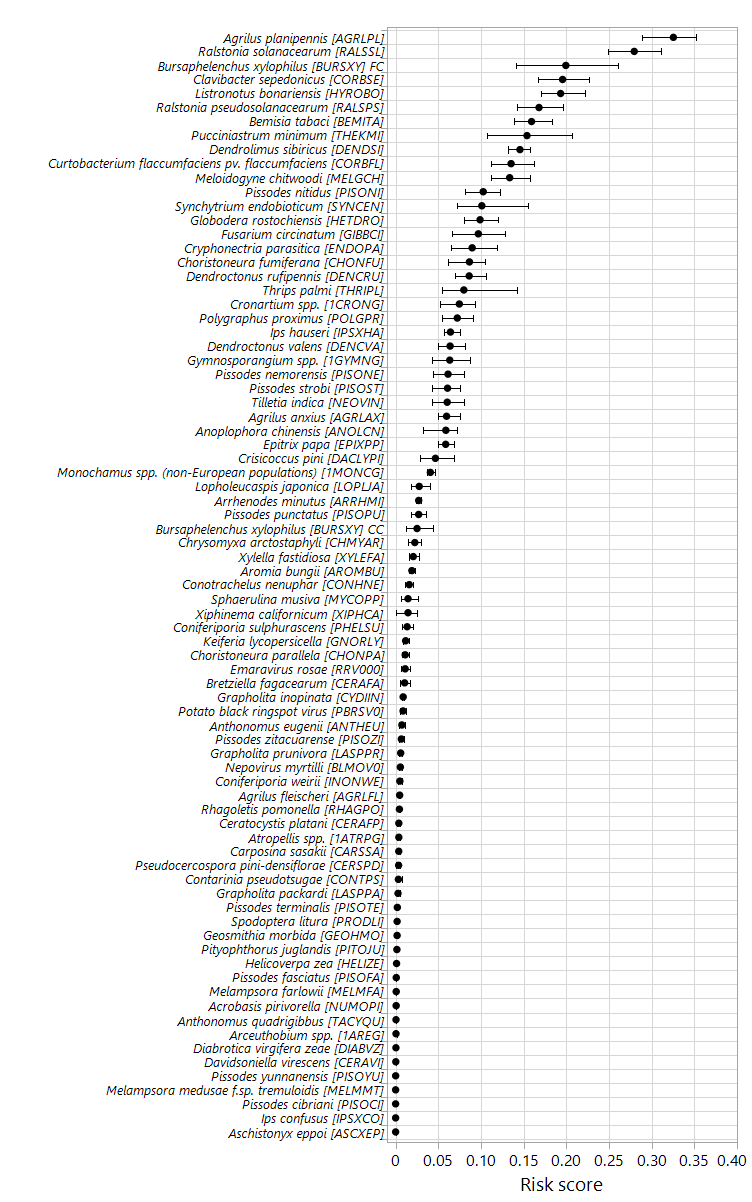 Agrilus planipennis [AGRLPL]
Ralstonia solanacearum [RALSSL]
Bursaphelenchus xylophilus [BURSXY] FC
Clavibacter sepedonicus [CORBSE]
Listronotus bonariensis [HYROBO]
Ralstonia pseudosolanacearum [RALSPS]
Bemisia tabaci [BEMITA]
Pucciniastrum minimum [THEKMI]
Dendrolimus sibiricus [DENDSI]
Curtobacterium flaccumfaciens pv. flaccumfaciens [CORBFL]
Meloidogyne chitwoodi [MELGCH]
Pissodes nitidus [PISONI]
Synchytrium endobioticum [SYNCEN]
Globodera rostochiensis [HETDRO]
Fusarium circinatum [GIBBCI]
Cryphonectria parasitica [ENDOPA]
Choristoneura fumiferana [CHONFU]
Dendroctonus rufipennis [DENCRU]
Thrips palmi [THRIPL]
Cronartium spp. [1CRONG]
Polygraphus proximus [POLGPR]
Ips hauseri [IPSXHA]
Dendroctonus valens [DENCVA]
Gymnosporangium spp. [1GYMNG]
Pissodes nemorensis [PISONE]
Pissodes strobi [PISOST]
Tilletia indica [NEOVIN]
Agrilus anxius [AGRLAX]
Anoplophora chinensis [ANOLCN]
Epitrix papa [EPIXPP]
Crisicoccus pini [DACLYPI]
Monochamus spp. (non-European populations) [1MONCG]
Lopholeucaspis japonica [LOPLJA]
Arrhenodes minutus [ARRHMI]
Pissodes punctatus [PISOPU]
Bursaphelenchus xylophilus [BURSXY] CC
Chrysomyxa arctostaphyli [CHMYAR]
Xylella fastidiosa [XYLEFA]
Aromia bungii [AROMBU]
Conotrachelus nenuphar [CONHNE]
Sphaerulina musiva [MYCOPP]
Xiphinema californicum [XIPHCA]
Coniferiporia sulphurascens [PHELSU]
Keiferia lycopersicella [GNORLY]
Choristoneura parallela [CHONPA]
Emaravirus rosae [RRV000]
Bretziella fagacearum [CERAFA]
Grapholita inopinata [CYDIIN]
Potato black ringspot virus [PBRSV0]
Anthonomus eugenii [ANTHEU]
Pissodes zitacuarense [PISOZI]
Grapholita prunivora [LASPPR]
Nepovirus myrtilli [BLMOV0]
Coniferiporia weirii [INONWE]
Agrilus fleischeri [AGRLFL]
Rhagoletis pomonella [RHAGPO]
Ceratocystis platani [CERAFP]
Atropellis spp. [1ATRPG]
Carposina sasakii [CARSSA]
Pseudocercospora pini-densiflorae [CERSPD]
Contarinia pseudotsugae [CONTPS]
Grapholita packardi [LASPPA]
Pissodes terminalis [PISOTE]
Spodoptera litura [PRODLI]
Geosmithia morbida [GEOHMO]
Pityophthorus juglandis [PITOJU]
Helicoverpa zea [HELIZE]
Pissodes fasciatus [PISOFA]
Melampsora farlowii [MELMFA]
Acrobasis pirivorella [NUMOPI]
Anthonomus quadrigibbus [TACYQU]
Arceuthobium spp. [1AREG]
Diabrotica virgifera zeae [DIABVZ]
Davidsoniella virescens [CERAVI]
Pissodes yunnanensis [PISOYU]
Melampsora medusae f.sp. tremuloidis [MELMMT]
Pissodes cibriani [PISOCI]
Ips confusus [IPSXCO]
Aschistonyx eppoi [ASCXEP]
0 0.05 0.10 0.15 0.20 0.25 0.30 0.35 0.40
Risk score